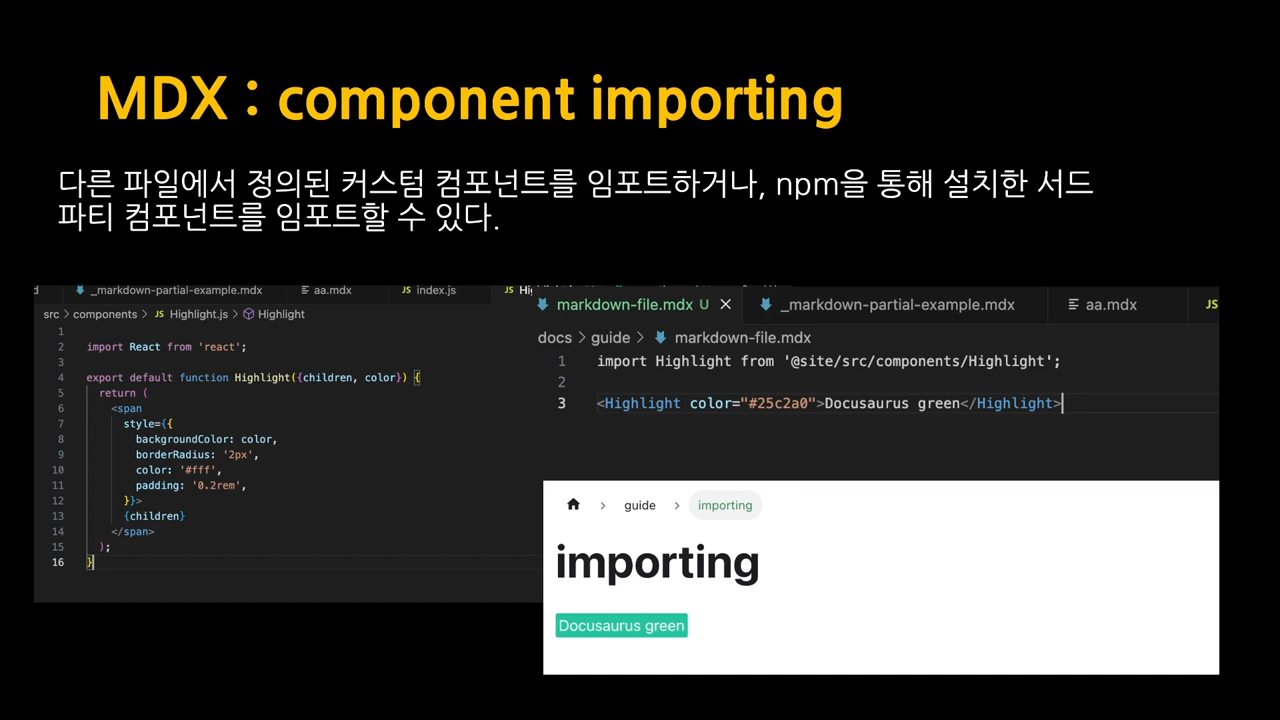 MDX : component importing
다른 파일에서 정의된 커스텀 컴포넌트를 임포트하거나, npm을 통해 설치한 서드
파티 컴포넌트를 임포트할 수 있다.
d _markdown-partial-example.mdx aa.mdx JS index.js JS Hi
src > components > JS Highlight.js > Highlight
1
2 import React from 'react';
3
4 export default function Highlight({children, color}) {
5 return (
6 <span
7 style={{
8 backgroundColor: color,
9 borderRadius: '2px',
10 color: '#fff',
11 padding: '0.2rem',
12 }}>
13 {children}
14 </span>
15 );
16 }
markdown-file.mdx U _markdown-partial-example.mdx aa.mdx JS
docs > guide > markdown-file.mdx
1 import Highlight from '@site/src/components/Highlight';
2
3 <Highlight color="#25c2a0">Docusaurus green</Highlight>
guide > importing
importing
Docusaurus green